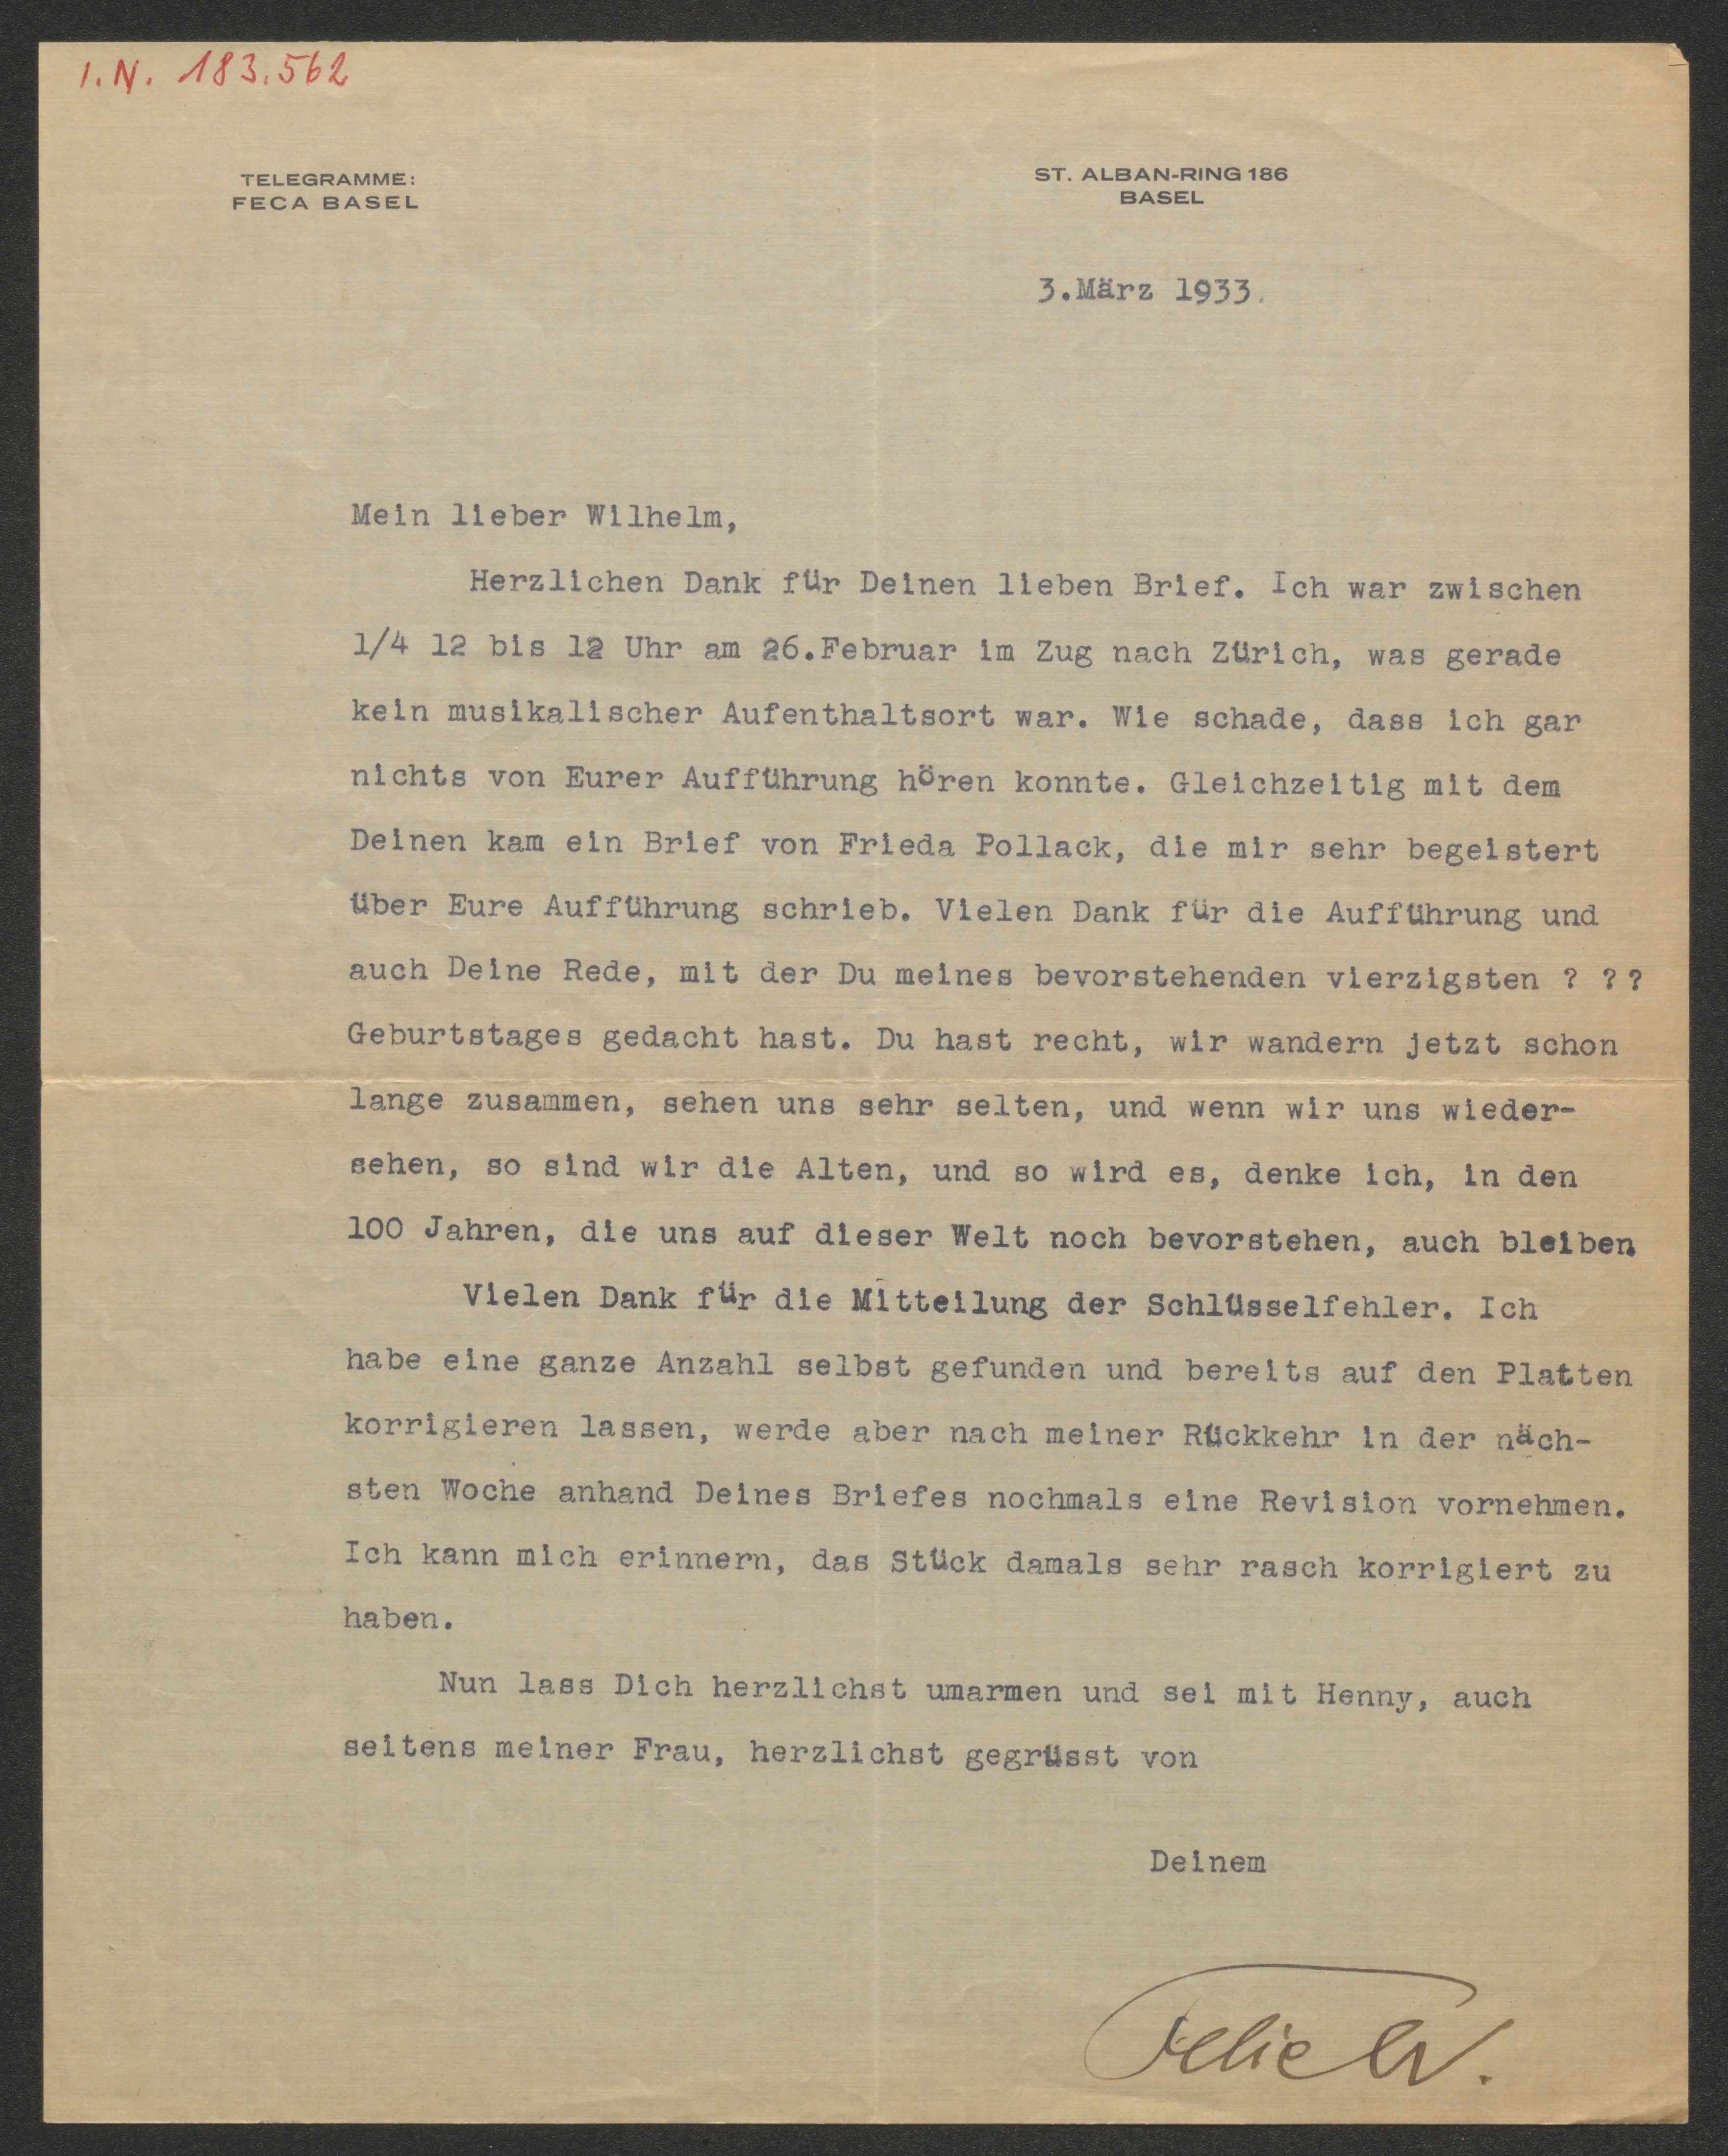 I.N. 183.562
TELEGRAMME:
FECA BASEL
ST. ALBAN-RING 186
BASEL
3.März 1933.
Mein lieber Wilhelm,
Herzlichen Dank für Deinen lieben Brief. Ich war zwischen
1/4 12 bis 12 Uhr am 26.Februar im Zug nach Zürich, was gerade
kein musikalischer Aufenthaltsort war. Wie schade, dass ich gar
nichts von Eurer Aufführung hören konnte. Gleichzeitig mit dem
Deinen kam ein Brief von Frieda Pollack, die mir sehr begeistert
über Eure Aufführung schrieb. Vielen Dank für die Aufführung und
auch Deine Rede, mit der Du meines bevorstehenden vierzigsten ? ??
Geburtstages gedacht hast. Du hast recht, wir wandern jetzt schon
lange zusammen, sehen uns sehr selten, und wenn wir uns wieder-
sehen, so sind wir die Alten, und so wird es, denke ich, in den
100 Jahren, die uns auf dieser Welt noch bevorstehen, auch bleiben.
Vielen Dank für die Mitteilung der Schlüsselfehler. Ich
habe eine ganze Anzahl selbst gefunden und bereits auf den Platten
korrigieren lassen, werde aber nach meiner Rückkehr in der näch-
sten Woche anhand Deines Briefes nochmals eine Revision vornehmen.
Ich kann mich erinnern, das Stück damals sehr rasch korrigiert zu
haben.
Nun lass Dich herzlichst umarmen und sei mit Henny, auch
seitens meiner Frau, herzlichst gegrüsst von
Deinem
Felix W.